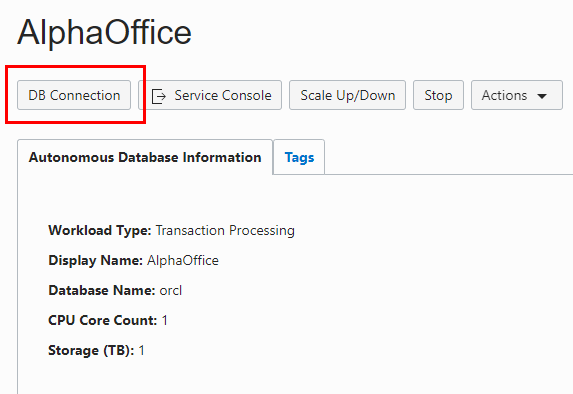 AlphaOffice
DB Connection Service Console Scale Up/Down Stop Actions
Autonomous Database Information Tags
Workload Type: Transaction Processing
Display Name: AlphaOffice
Database Name: orcl
CPU Core Count: 1
Storage (TB): 1